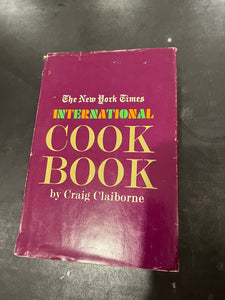 The New York Times
INTERNATIONAL
COOK
BOOK
by Craig Claiborne